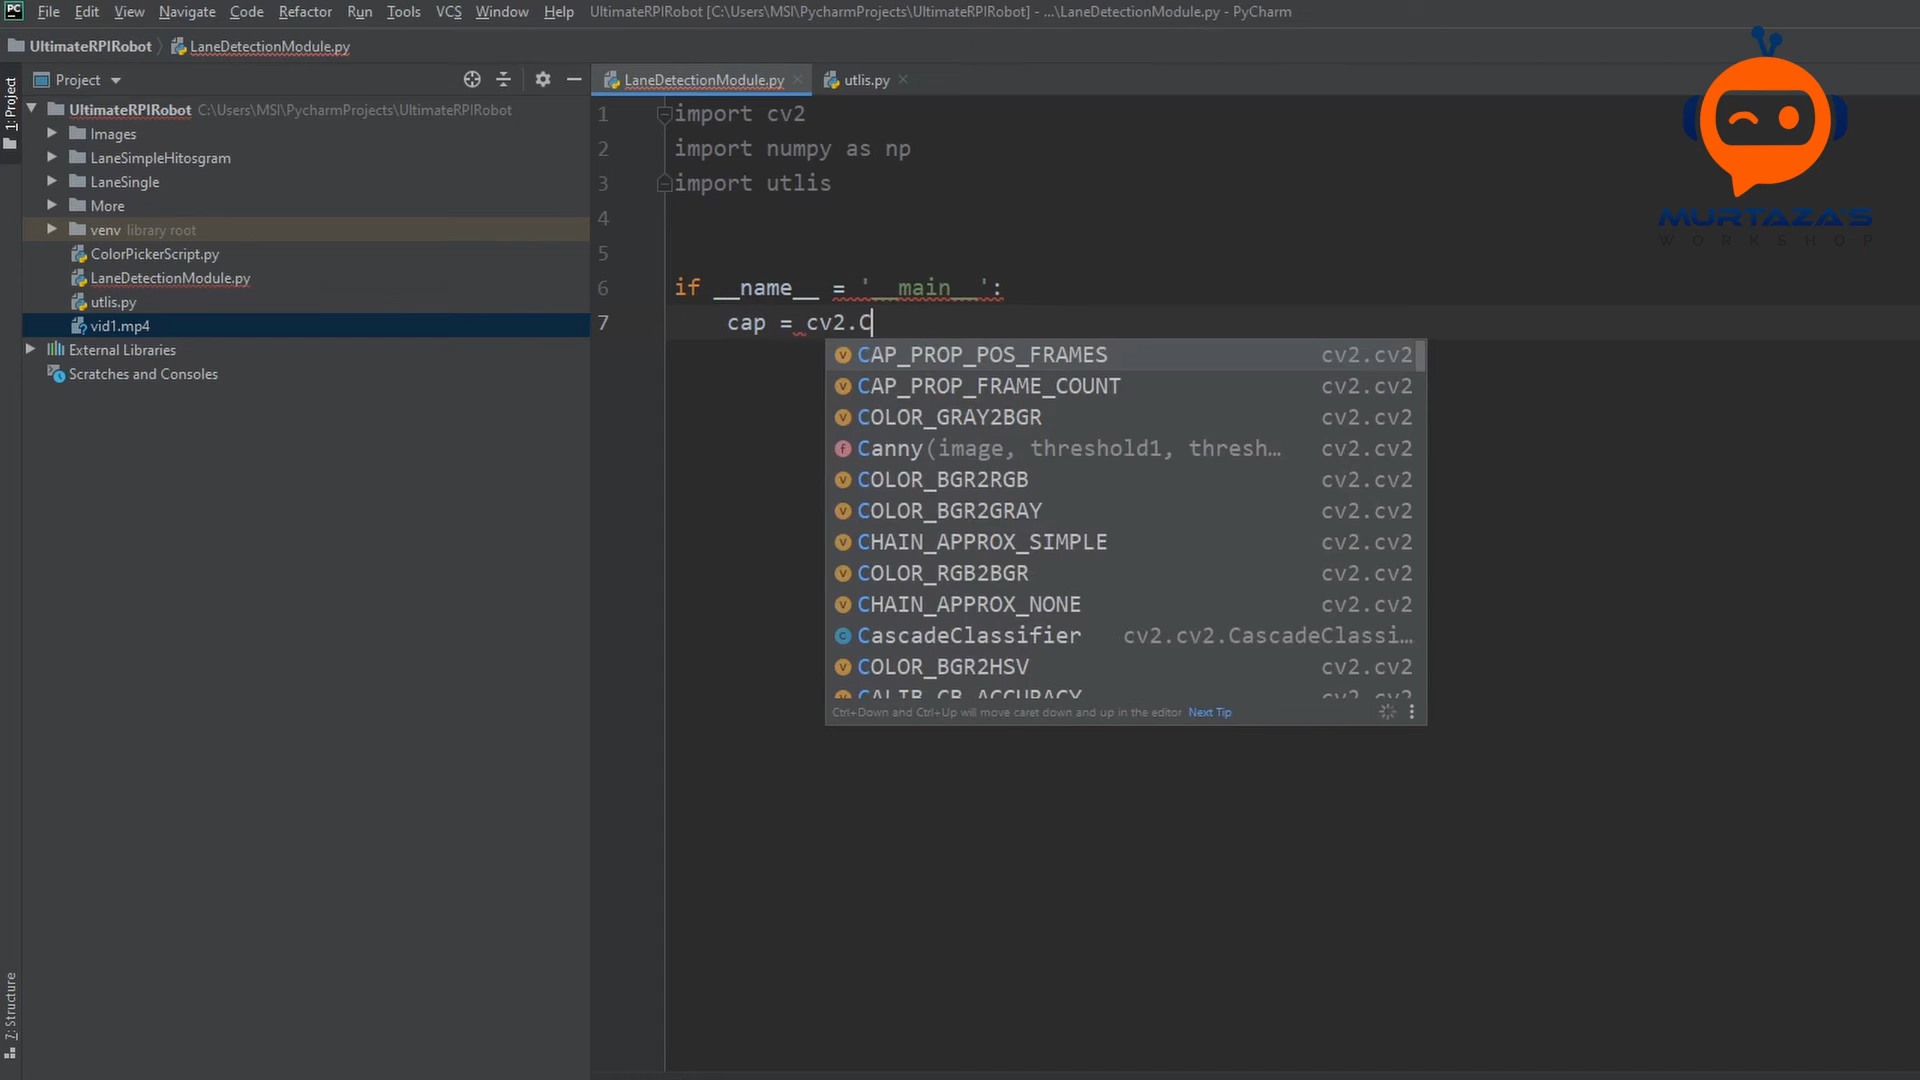 PC File Edit View Navigate Code Refactor Run Tools VCS Window Help UltimateRPIRobot [C:\Users\MSI\PycharmProjects\UltimateRPIRobot] - ...\LaneDetectionModule.py - PyCharm
UltimateRPIRobot LaneDetectionModule.py
1: Project
Project
UltimateRPIRobot C:\Users\MSI\PycharmProjects\UltimateRPIRobot
Images
LaneSimpleHitosgram
LaneSingle
More
venv library root
ColorPickerScript.py
LaneDetectionModule.py
utlis.py
vid1.mp4
External Libraries
Scratches and Consoles
7: Structure
LaneDetectionModule.py utlis.py
1 import cv2
2 import numpy as np
3 import utlis
4
5
6 if __name__ = '__main__':
7 cap = cv2.C
CAP_PROP_POS_FRAMES cv2.cv2
CAP_PROP_FRAME_COUNT cv2.cv2
COLOR_GRAY2BGR cv2.cv2
Canny(image, threshold1, thresh… cv2.cv2
COLOR_BGR2RGB cv2.cv2
COLOR_BGR2GRAY cv2.cv2
CHAIN_APPROX_SIMPLE cv2.cv2
COLOR_RGB2BGR cv2.cv2
CHAIN_APPROX_NONE cv2.cv2
CascadeClassifier cv2.cv2.CascadeClassi…
COLOR_BGR2HSV cv2.cv2
CALIB_CB_ACCURACY cv2.cv2
Ctrl+Down and Ctrl+Up will move caret down and up in the editor Next Tip
MURTAZA'S
WORKSHOP